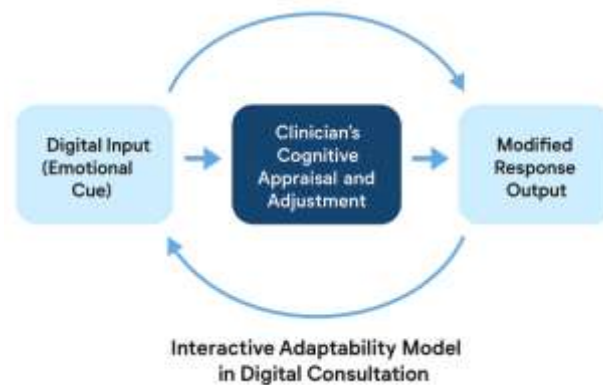 Digital Input
(Emotional
Cue)
Clinician's
Cognitive
Appraisal and
Adjustment
Modified
Response
Output
Interactive Adaptability Model
in Digital Consultation